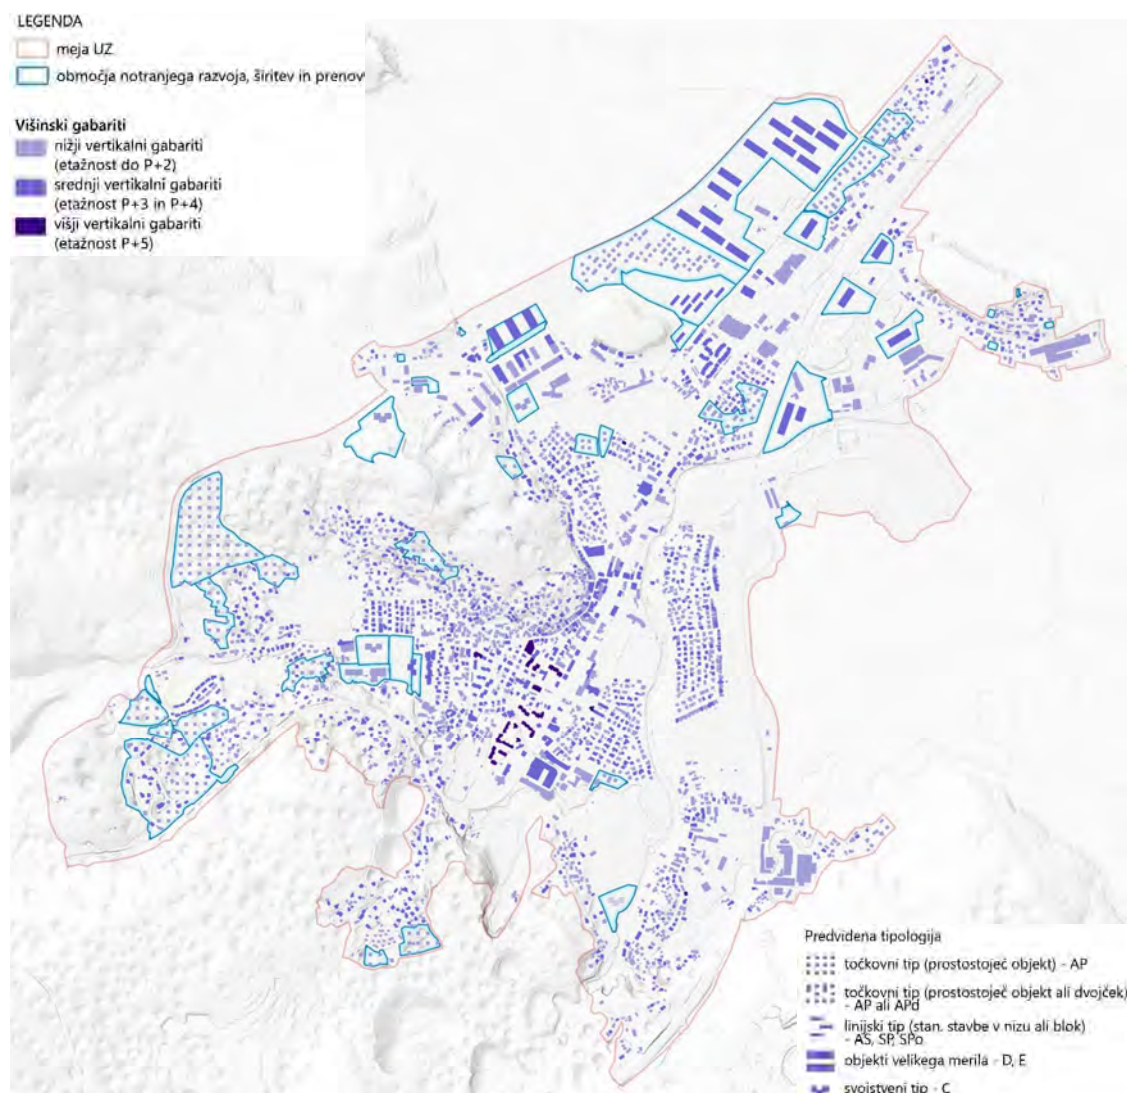 LEGENDA
meja UZ
območja notranjega razvoja, širitev in prenov
Višinski gabariti
nižji vertikalni gabariti
(etažnost do P+2)
srednji vertikalni gabariti
(etažnost P+3 in P+4)
višji vertikalni gabariti
(etažnost P+5)
Predvidena tipologija
točkovni tip (prostostoječ objekt) - AP
točkovni tip (prostostoječ objekt ali dvojček)
- AP ali APd
linijski tip (stan. stavbe v nizu ali blok)
- AS, SP, SPo
objekti velikega merila - D, E
svojstveni tip - C